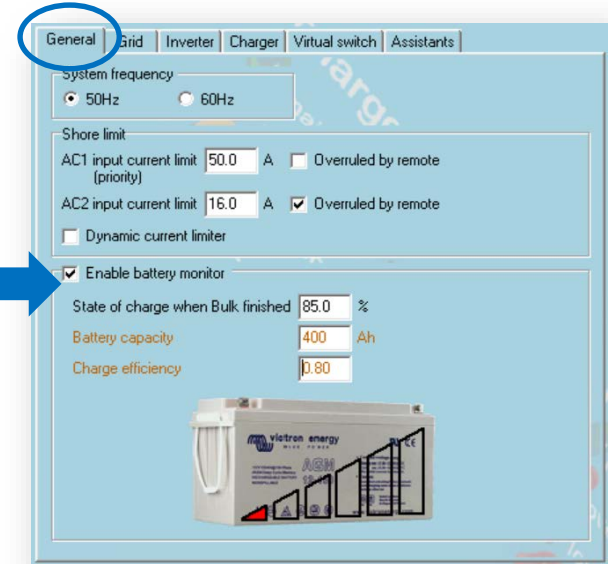 General Grid Inverter Charger Virtual switch Assistants
System frequency
50Hz 60Hz
Shore limit
AC1 input current limit 50.0 A Overruled by remote
(priority)
AC2 input current limit 16.0 A Overruled by remote
Dynamic current limiter
Enable battery monitor
State of charge when Bulk finished 85.0 %
Battery capacity 400 Ah
Charge efficiency 0.80
victron energy
AGM